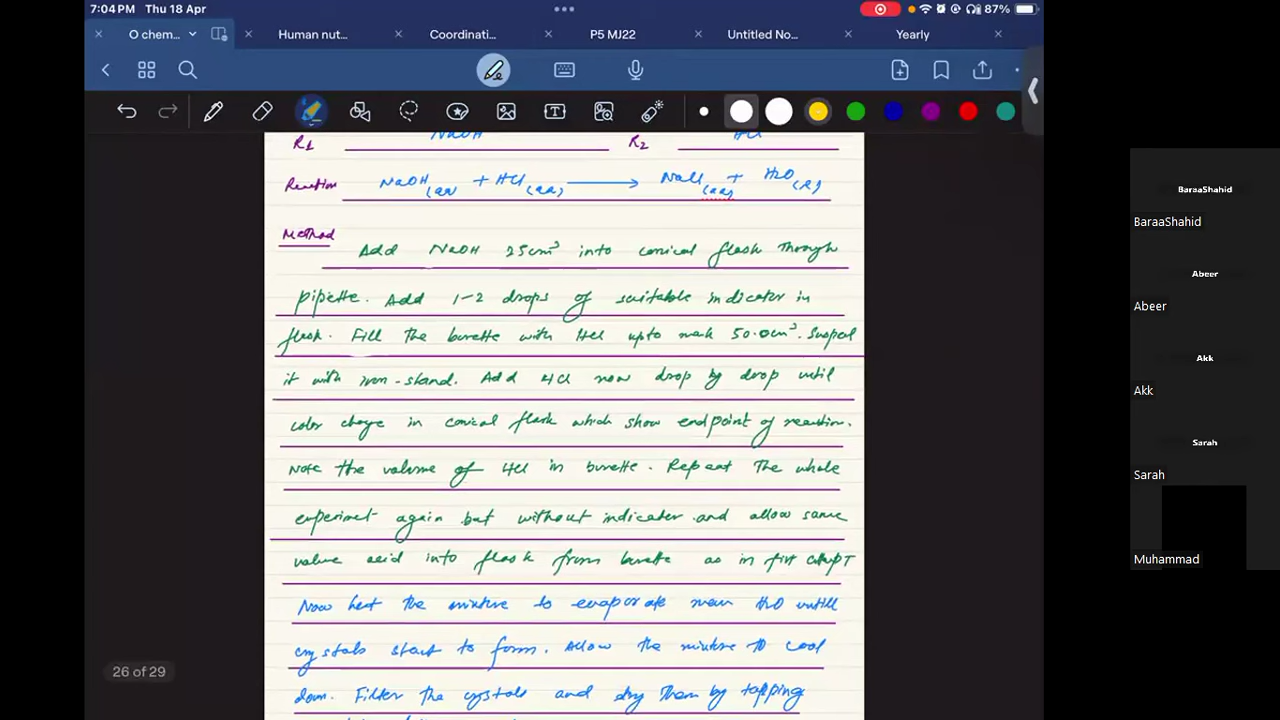 7:04 PM Thu 18 Apr
87%
O chem... Human nut... Coordinati... P5 MJ22 Untitled No... Yearly
R1 NaOH R2 HCl
Reaction NaOH(aq) + HCl(aq) → NaCl(aq) + H2O(l)
Method Add NaOH 25cm³ into conical flask through
pipette. Add 1-2 drops of suitable indicator in
flask. Fill the burette with HCl upto mark 50.0cm³. Suspend
it with iron-stand. Add HCl now drop by drop until
color change in conical flask which show endpoint of reaction.
Note the volume of HCl in burette. Repeat The whole
experimet again but without indicator and allow same
acid into flask from burette as in first attempt
Now heat the mixture to evaporate H2O untill
crystals start to form. Allow the mixture to cool
down. Filter the crystals and dry them by tapping
26 of 29
BaraaShahid
BaraaShahid
Abeer
Abeer
Akk
Akk
Sarah
Sarah
Muhammad